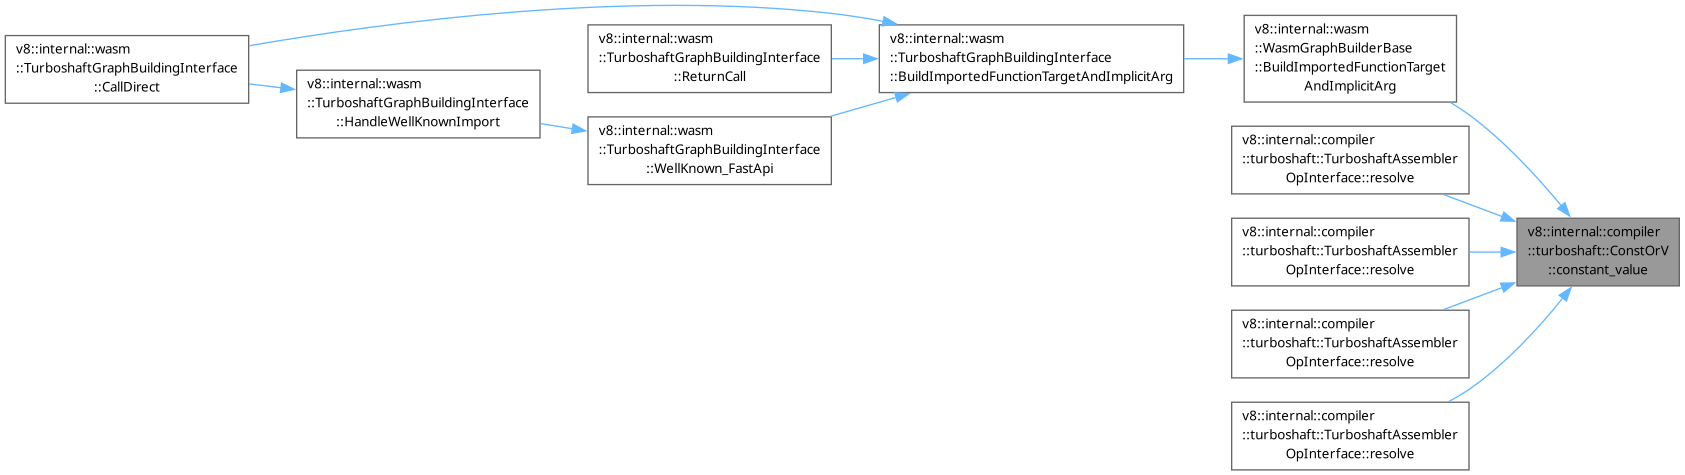 v8::internal::wasm
::TurboshaftGraphBuildingInterface
::CallDirect
v8::internal::wasm
::TurboshaftGraphBuildingInterface
::HandleWellKnownImport
v8::internal::wasm
::TurboshaftGraphBuildingInterface
::ReturnCall
v8::internal::wasm
::TurboshaftGraphBuildingInterface
::WellKnown_FastApi
v8::internal::wasm
::TurboshaftGraphBuildingInterface
::BuildImportedFunctionTargetAndImplicitArg
v8::internal::wasm
::WasmGraphBuilderBase
::BuildImportedFunctionTarget
AndImplicitArg
v8::internal::compiler
::turboshaft::TurboshaftAssembler
OpInterface::resolve
v8::internal::compiler
::turboshaft::TurboshaftAssembler
OpInterface::resolve
v8::internal::compiler
::turboshaft::TurboshaftAssembler
OpInterface::resolve
v8::internal::compiler
::turboshaft::TurboshaftAssembler
OpInterface::resolve
v8::internal::compiler
::turboshaft::ConstOrV
::constant_value